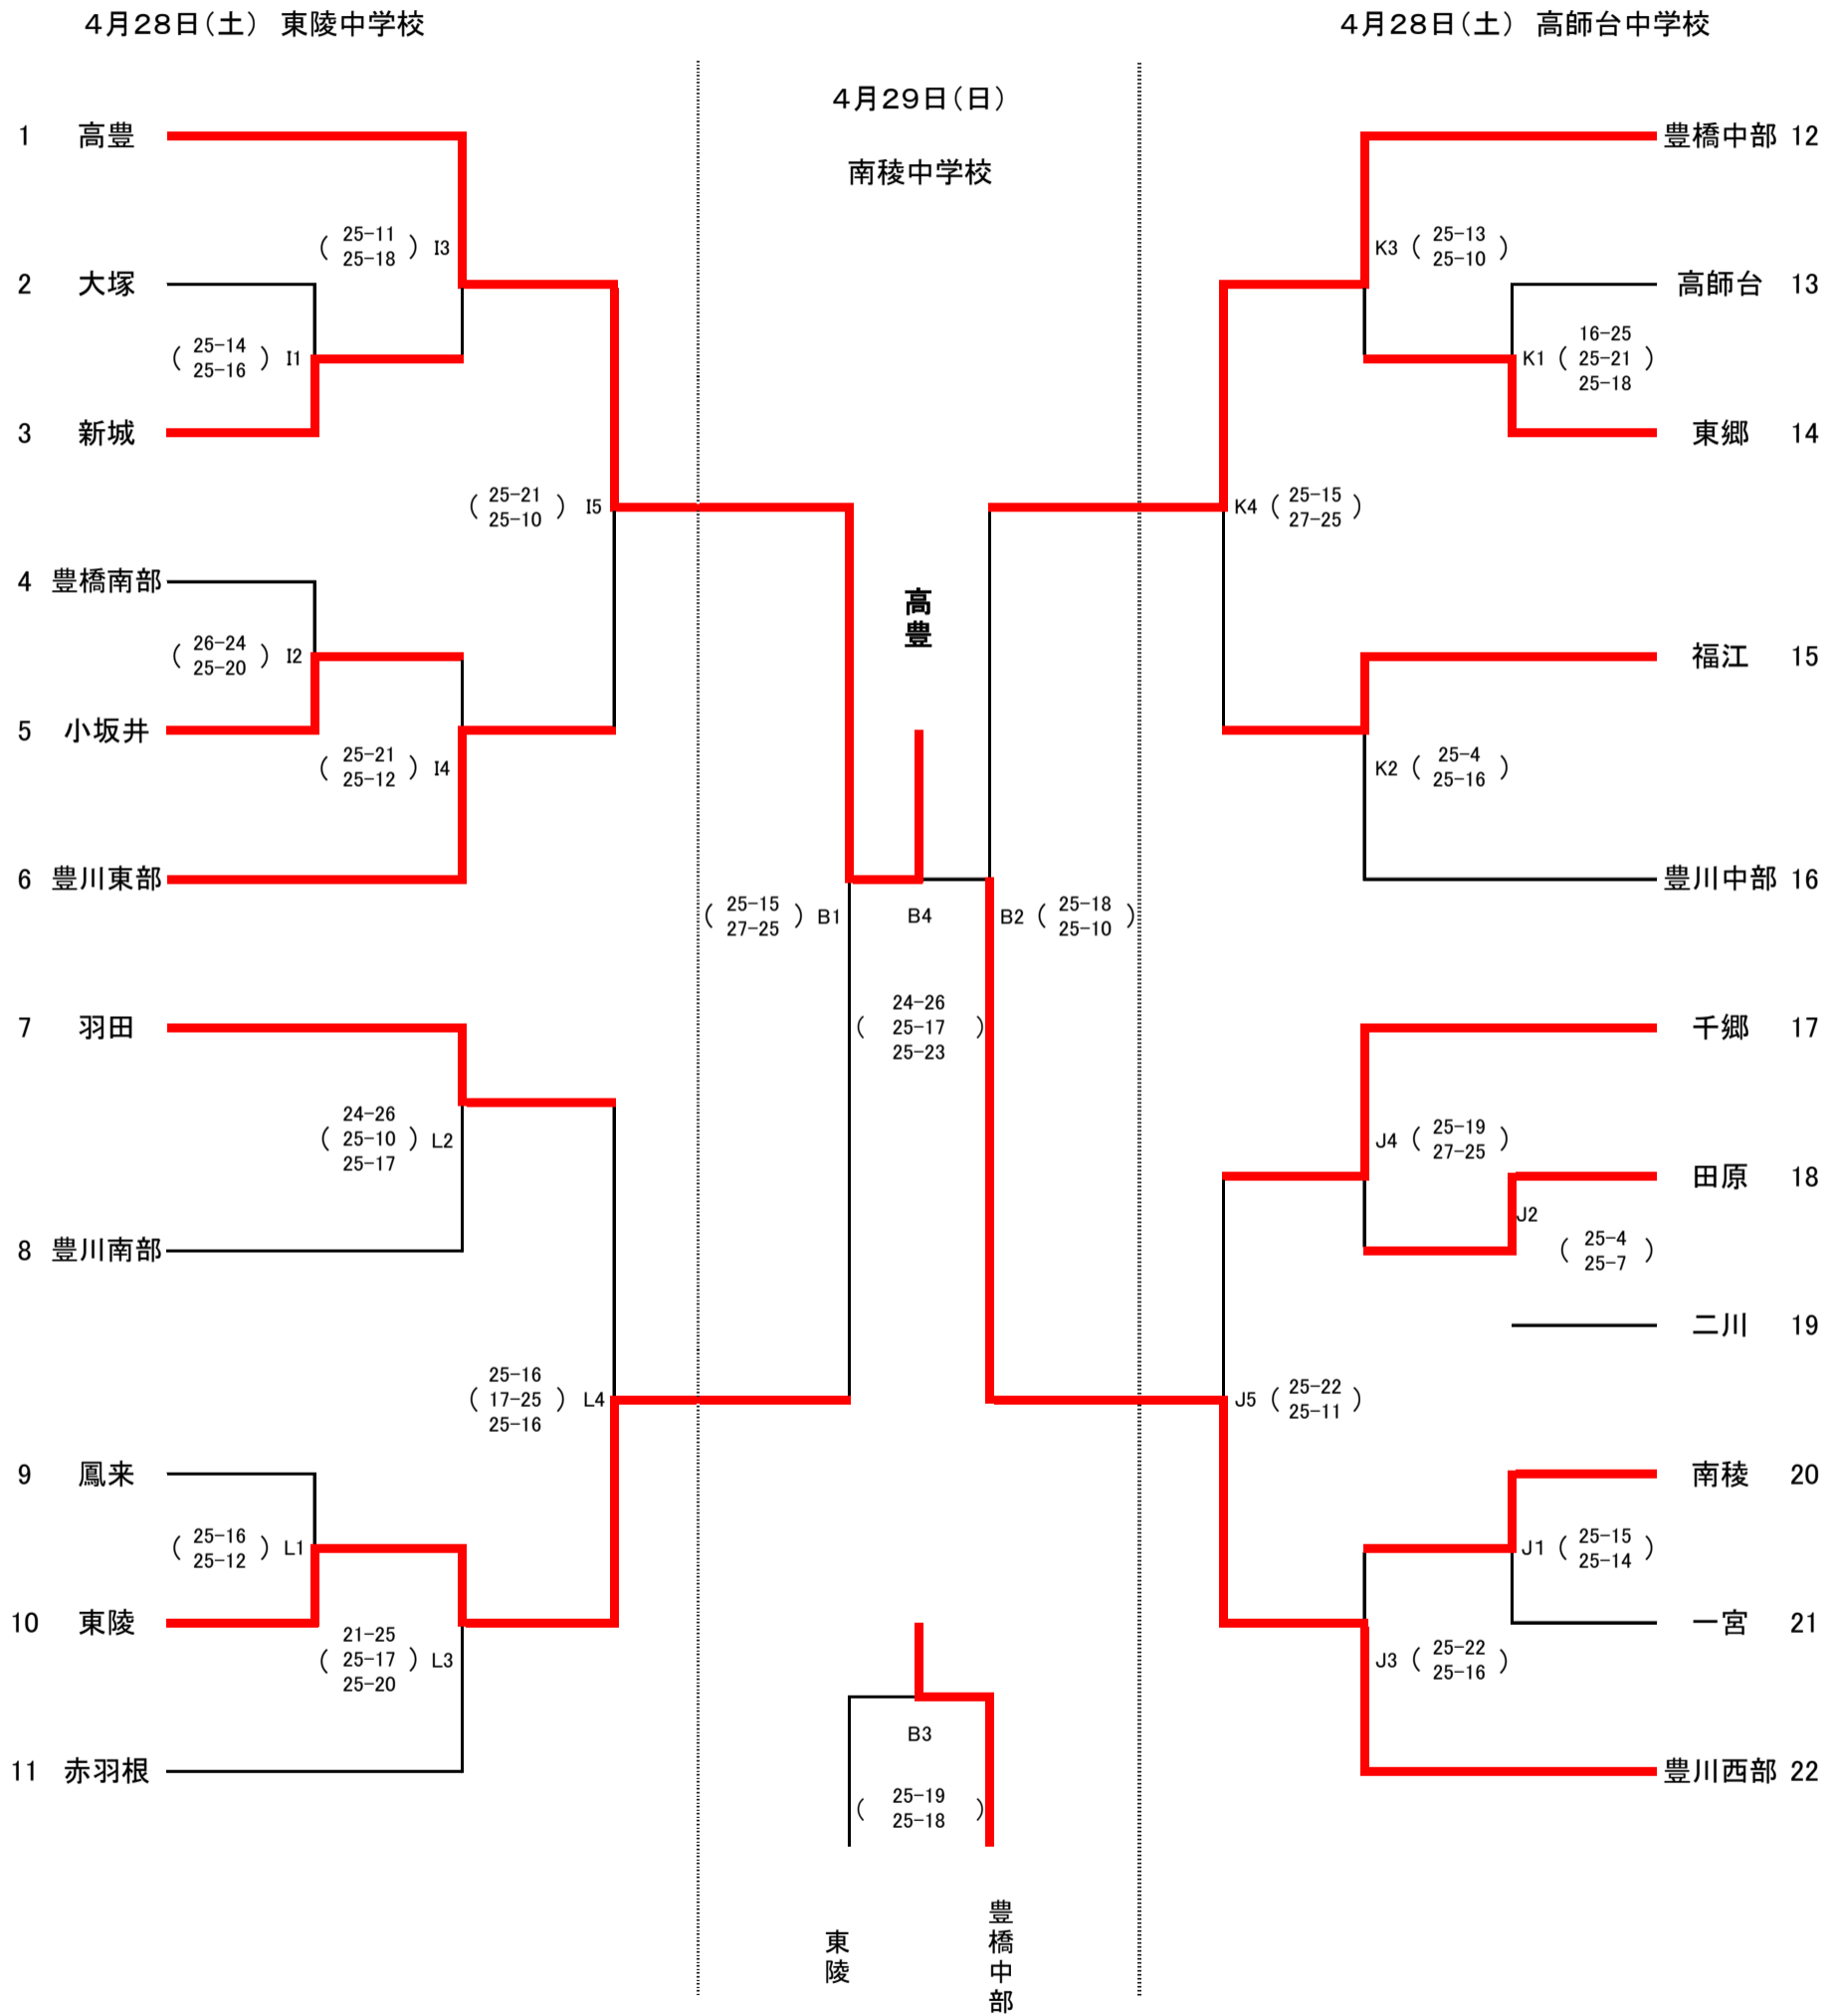 4月28日(土) 東陵中学校
4月28日(土) 高師台中学校
4月29日(日)
南稜中学校
1 高豊
2 大塚
3 新城
4 豊橋南部
5 小坂井
6 豊川東部
7 羽田
8 豊川南部
9 鳳来
10 東陵
11 赤羽根
豊橋中部 12
高師台 13
東郷 14
福江 15
豊川中部 16
千郷 17
田原 18
二川 19
南稜 20
一宮 21
豊川西部 22
( 25-11
25-18 ) I3
( 25-14
25-16 ) I1
( 25-21
25-10 ) I5
( 26-24
25-20 ) I2
( 25-21
25-12 ) I4
( 24-26
25-10
25-17 ) L2
( 25-16
17-25
25-16 ) L4
( 25-16
25-12 ) L1
( 21-25
25-17
25-20 ) L3
( 25-15
27-25 ) B1
高豊
B4
( 24-26
25-17
25-23 )
B2 ( 25-18
25-10 )
B3
( 25-19
25-18 )
東陵
豊橋中部
K3 ( 25-13
25-10 )
K1 ( 16-25
25-21
25-18 )
K4 ( 25-15
27-25 )
K2 ( 25-4
25-16 )
J4 ( 25-19
27-25 )
J2
( 25-4
25-7 )
J5 ( 25-22
25-11 )
J1 ( 25-15
25-14 )
J3 ( 25-22
25-16 )